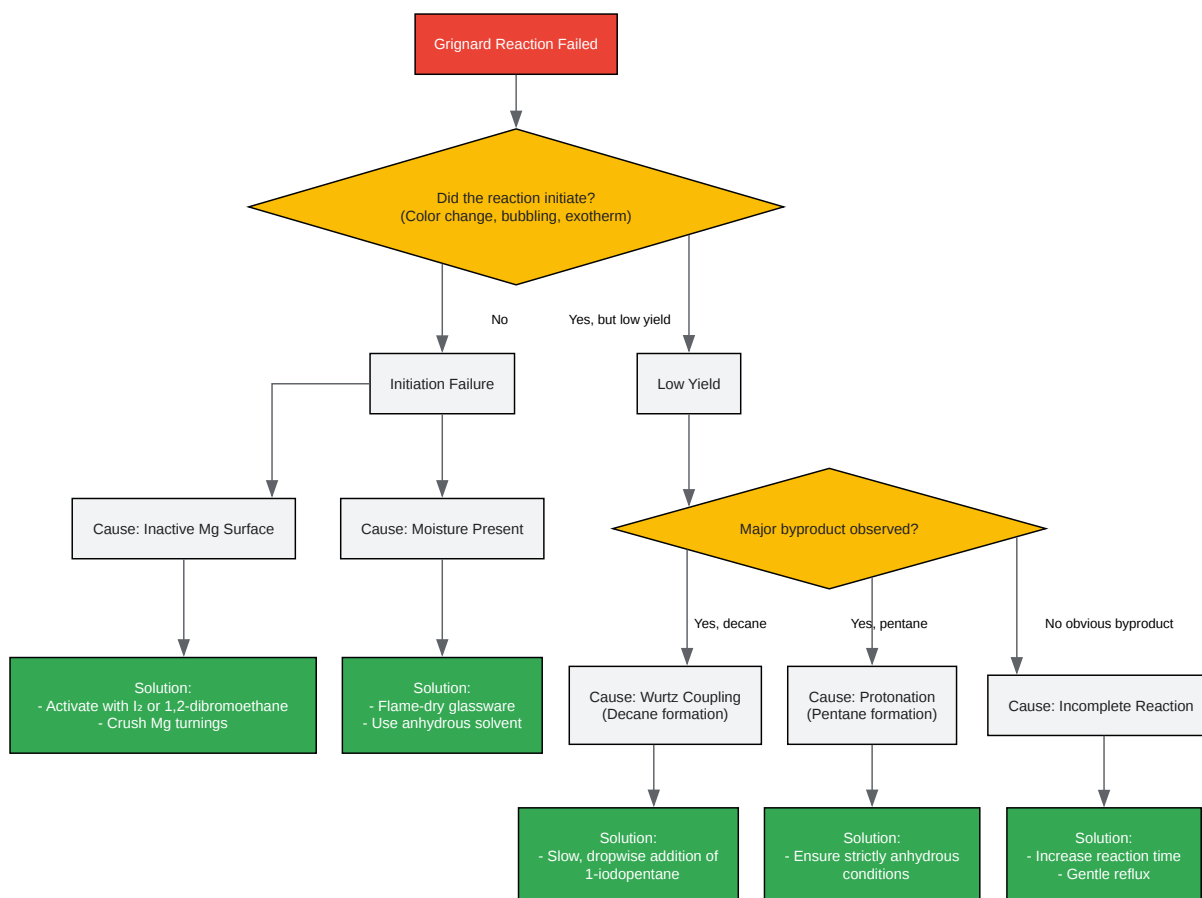 Grignard Reaction Failed
Did the reaction initiate?
(Color change, bubbling, exotherm)
No
Yes, but low yield
Initiation Failure
Low Yield
Cause: Inactive Mg Surface
Cause: Moisture Present
Major byproduct observed?
Yes, decane
Yes, pentane
No obvious byproduct
Solution:
- Activate with I₂ or 1,2-dibromoethane
- Crush Mg turnings
Solution:
- Flame-dry glassware
- Use anhydrous solvent
Cause: Wurtz Coupling
(Decane formation)
Cause: Protonation
(Pentane formation)
Cause: Incomplete Reaction
Solution:
- Slow, dropwise addition of
1-iodopentane
Solution:
- Ensure strictly anhydrous
conditions
Solution:
- Increase reaction time
- Gentle reflux